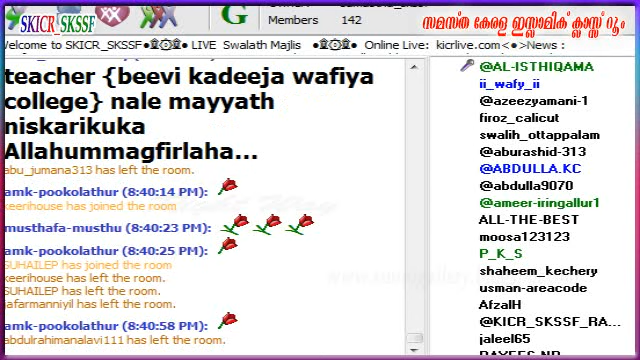 SKICR_SKSSF
G
Members 142
സമസ്ത കേരള ഇസ്ലാമിക് ക്ലാസ്സ് റൂം
Welcome to SKICR_SKSSF●۩۞۩● LIVE Swalath Majlis ●۩۞۩● Online Live: kicrlive.com<●>News :
teacher {beevi kadeeja wafiya
college} nale mayyath
niskarikuka
Allahummagfirlaha...
abu_jumana313 has left the room.
amk-pookolathur (8:40:14 PM):
keerihouse has joined the room
musthafa-musthu (8:40:23 PM):
amk-pookolathur (8:40:25 PM):
SUHAILEP has joined the room
keerihouse has left the room.
SUHAILEP has left the room.
jafarmanniyil has left the room.
amk-pookolathur (8:40:58 PM):
abdulrahimanalavi111 has left the room.
@AL-ISTHIQAMA
ii_wafy_ii
@azeezyamani-1
firoz_calicut
swalih_ottappalam
@aburashid-313
@ABDULLA.KC
@abdulla9070
@ameer-iringallur1
ALL-THE-BEST
moosa123123
P_K_S
shaheem_kechery
usman-areacode
AfzalH
@KICR_SKSSF_RA...
jaleel65